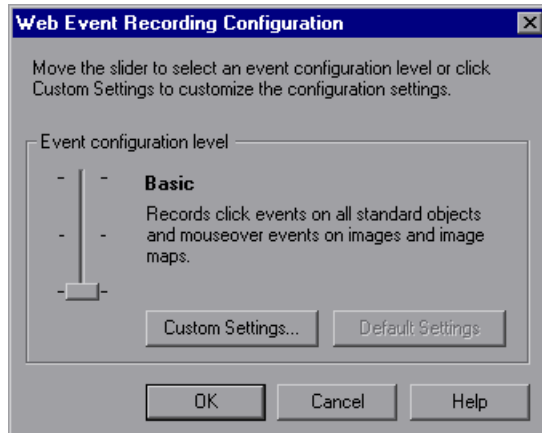 Web Event Recording Configuration
Move the slider to select an event configuration level or click
Custom Settings to customize the configuration settings.
Event configuration level
Basic
Records click events on all standard objects
and mouseover events on images and image
maps.
Custom Settings... Default Settings
OK Cancel Help